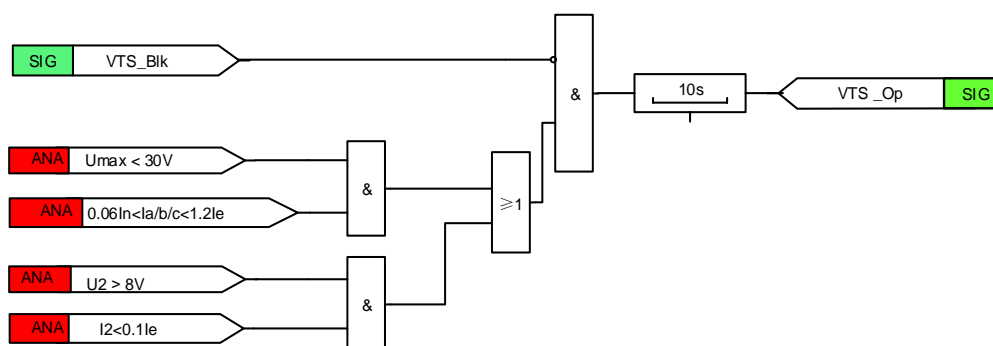 SIG VTS_Blk
&
10s
VTS _Op SIG
ANA Umax < 30V
&
ANA 0.06In<Ia/b/c<1.2Ie
≥1
ANA U2 > 8V
&
ANA I2<0.1Ie